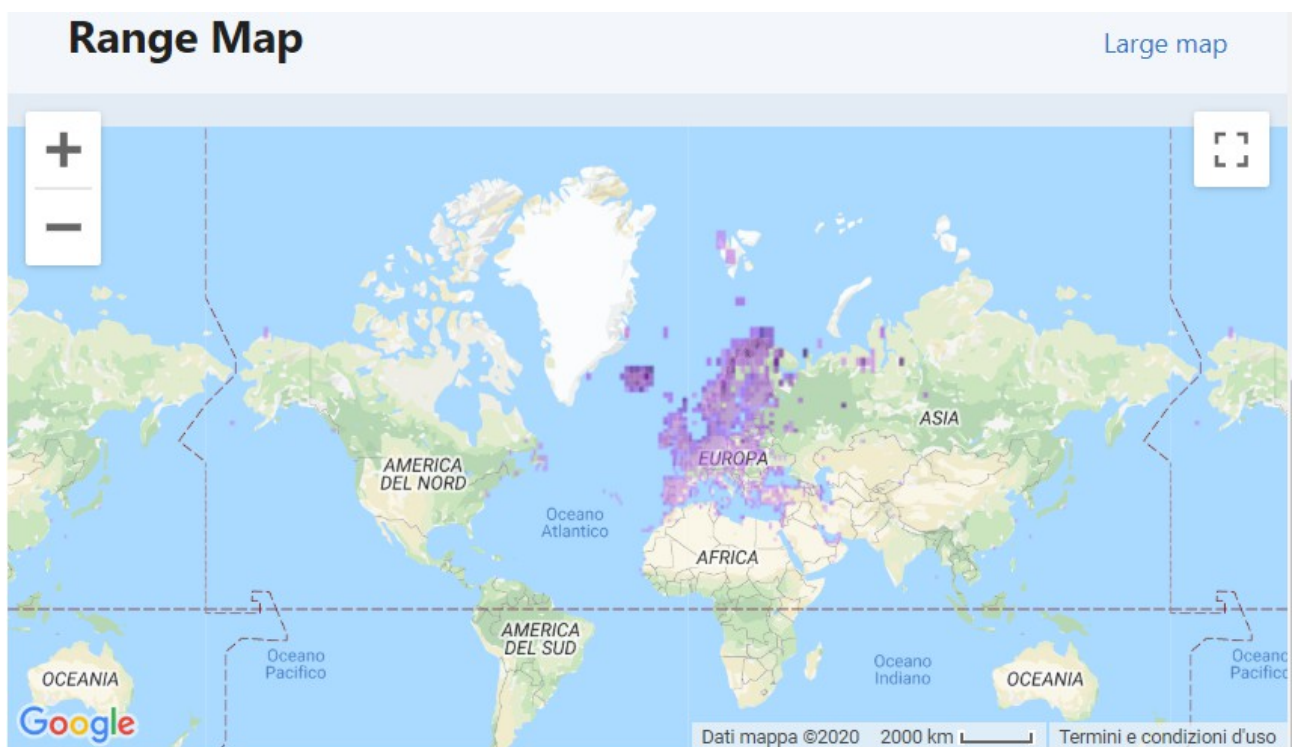 Range Map
Large map
+
−
ASIA
EUROPA
AMERICA
DEL NORD
Oceano
Atlantico
AFRICA
AMERICA
DEL SUD
Oceano
Pacifico
Oceano
Indiano
Oceano
Pacifico
OCEANIA
OCEANIA
Google
Dati mappa ©2020 2000 km Termini e condizioni d'uso